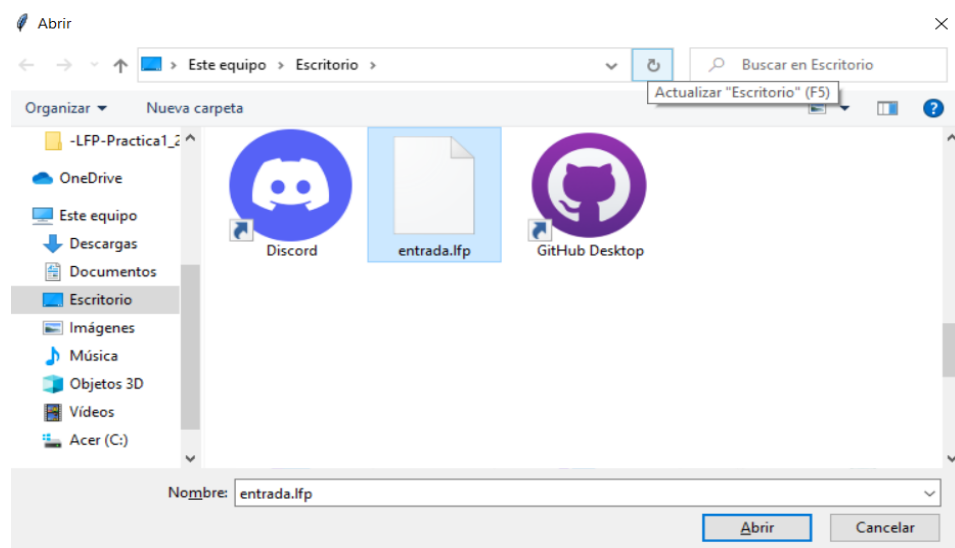 Abrir
Este equipo > Escritorio >
Buscar en Escritorio
Actualizar "Escritorio" (F5)
Organizar
Nueva carpeta
-LFP-Practica1_2
OneDrive
Este equipo
Descargas
Documentos
Escritorio
Imágenes
Música
Objetos 3D
Vídeos
Acer (C:)
Discord
entrada.lfp
GitHub Desktop
Nombre: entrada.lfp
Abrir
Cancelar